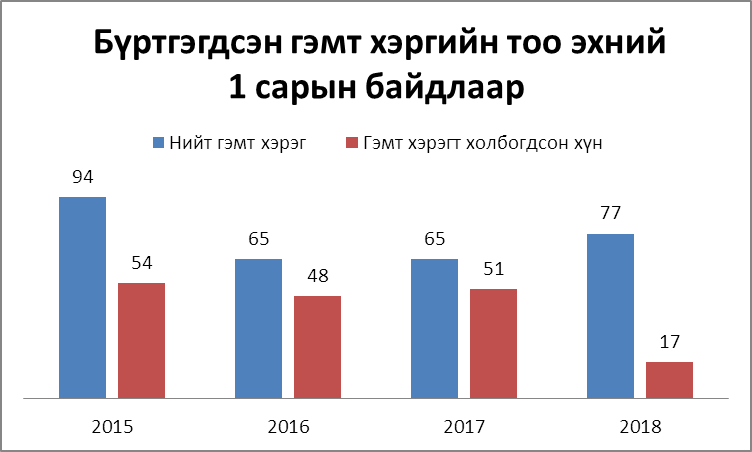 Бүртгэгдсэн гэмт хэргийн тоо эхний
1 сарын байдлаар
Нийт гэмт хэрэг Гэмт хэрэгт холбогдсон хүн
94 54 65 48 65 51 77 17
2015 2016 2017 2018